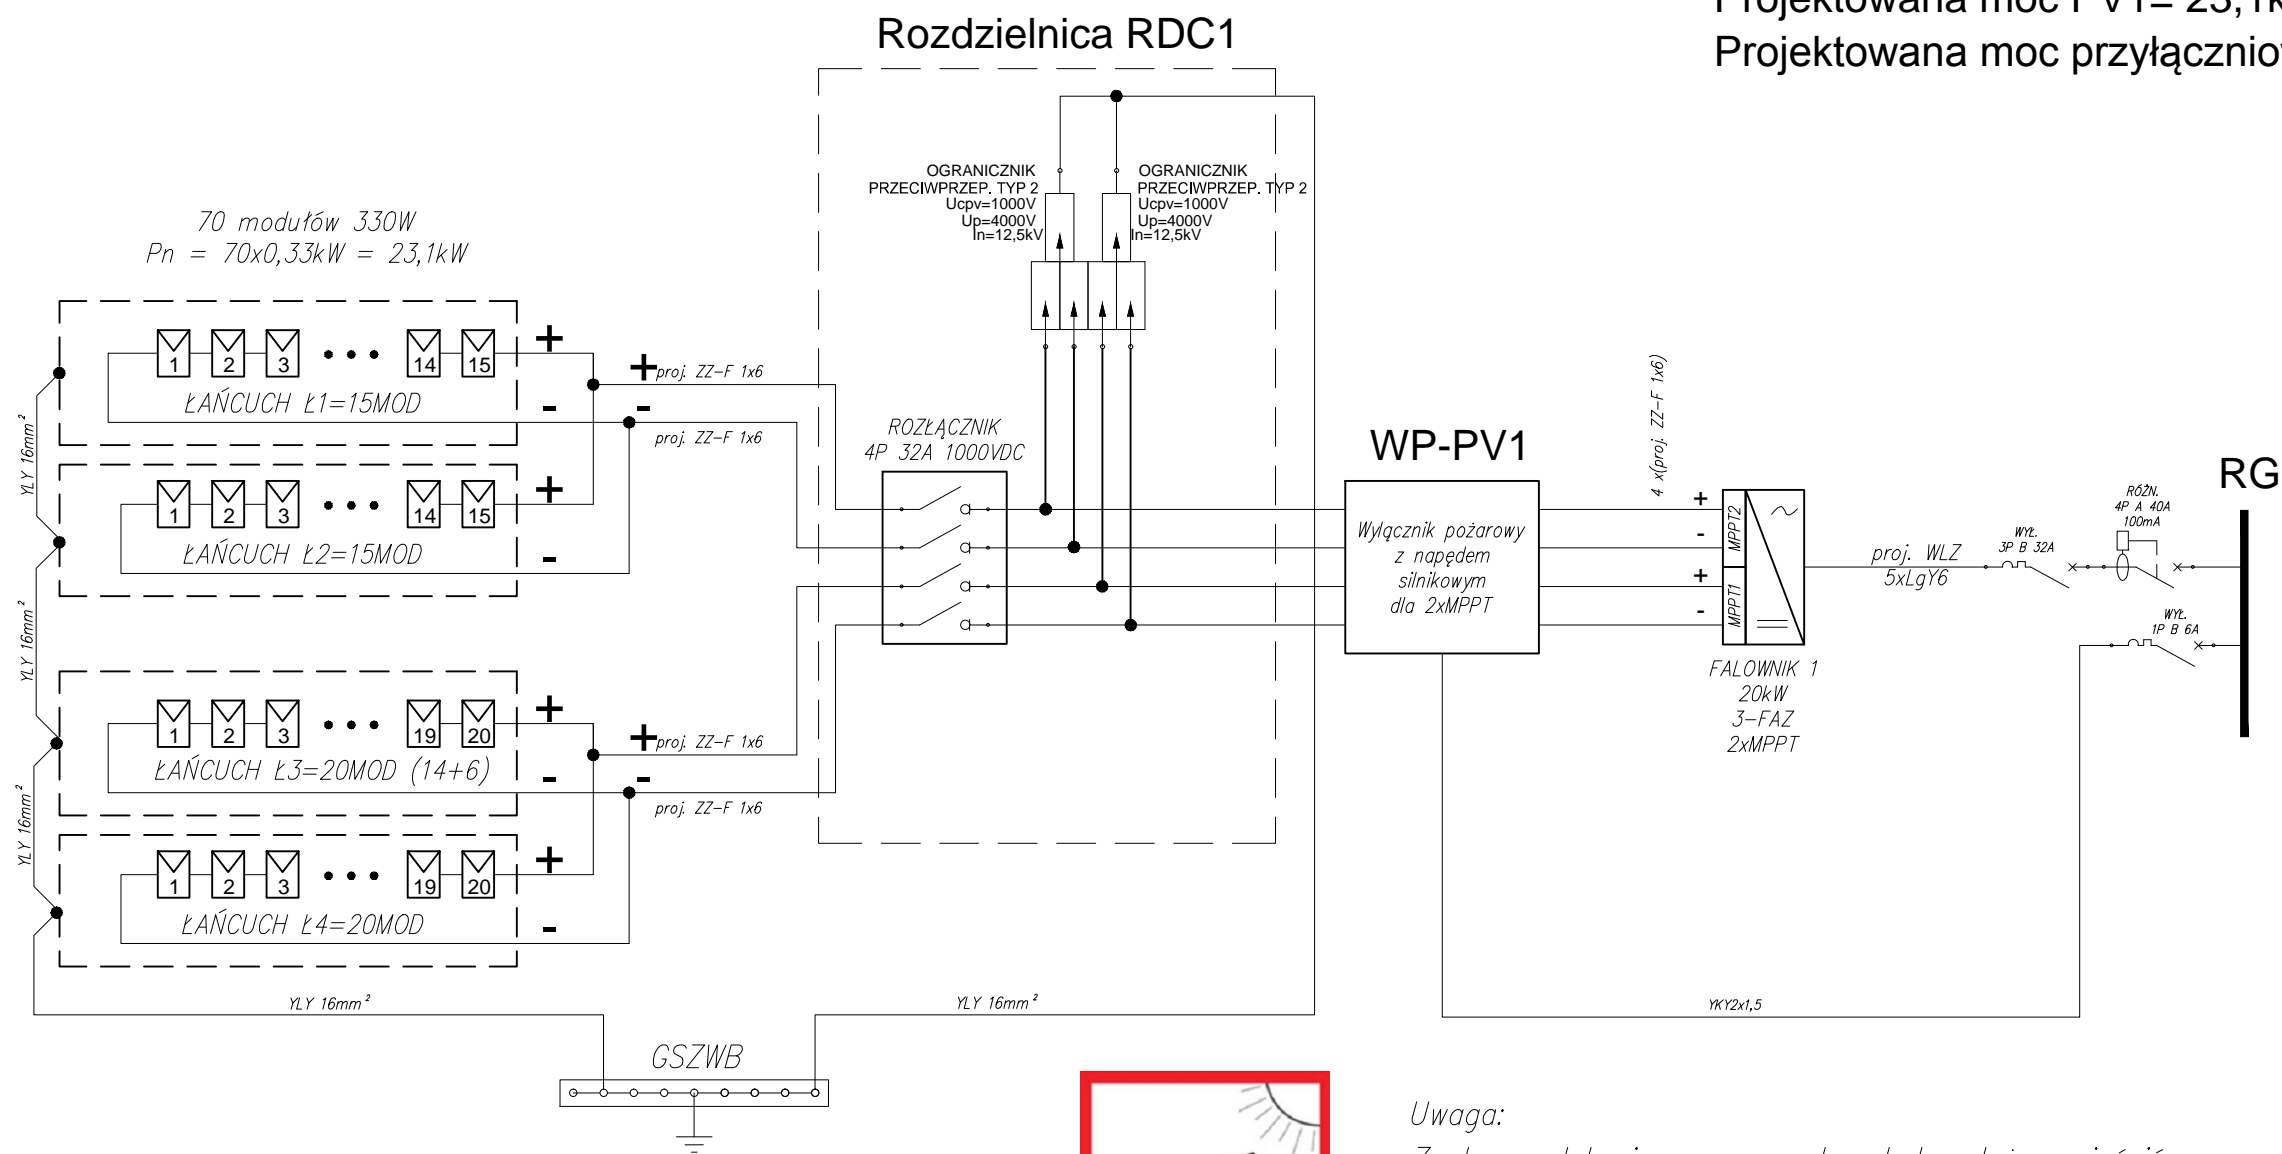 Rozdzielnica RDC1
Projektowana moc PV1= 23,1k
Projektowana moc przyłączniow
OGRANICZNIK
PRZECIWPRZEP. TYP 2
Ucpv=1000V
Up=4000V
In=12,5kV
OGRANICZNIK
PRZECIWPRZEP. TYP 2
Ucpv=1000V
Up=4000V
In=12,5kV
70 modułów 330W
Pn = 70x0,33kW = 23,1kW
1 2 3 14 15 +
ŁAŃCUCH Ł1=15MOD -
+ proj. ZZ-F 1x6
-
proj. ZZ-F 1x6
1 2 3 14 15 +
ŁAŃCUCH Ł2=15MOD -
YLY 16mm²
YLY 16mm²
YLY 16mm²
1 2 3 19 20 +
ŁAŃCUCH Ł3=20MOD (14+6) -
+ proj. ZZ-F 1x6
-
proj. ZZ-F 1x6
1 2 3 19 20 +
ŁAŃCUCH Ł4=20MOD -
ROZŁĄCZNIK
4P 32A 1000VDC
WP-PV1
Wyłącznik pożarowy
z napędem
silnikowym
dla 2xMPPT
4 x(proj. ZZ-F 1x6)
+
-
+
-
MPPT2
MPPT1
FALOWNIK 1
20kW
3-FAZ
2xMPPT
proj. WLZ
5xLgY6
WYŁ.
3P B 32A
RÓŻN.
4P A 40A
100mA
RG
WYŁ.
1P B 6A
YLY 16mm²
YLY 16mm²
YKY2x1,5
GSZWB
Uwaga: